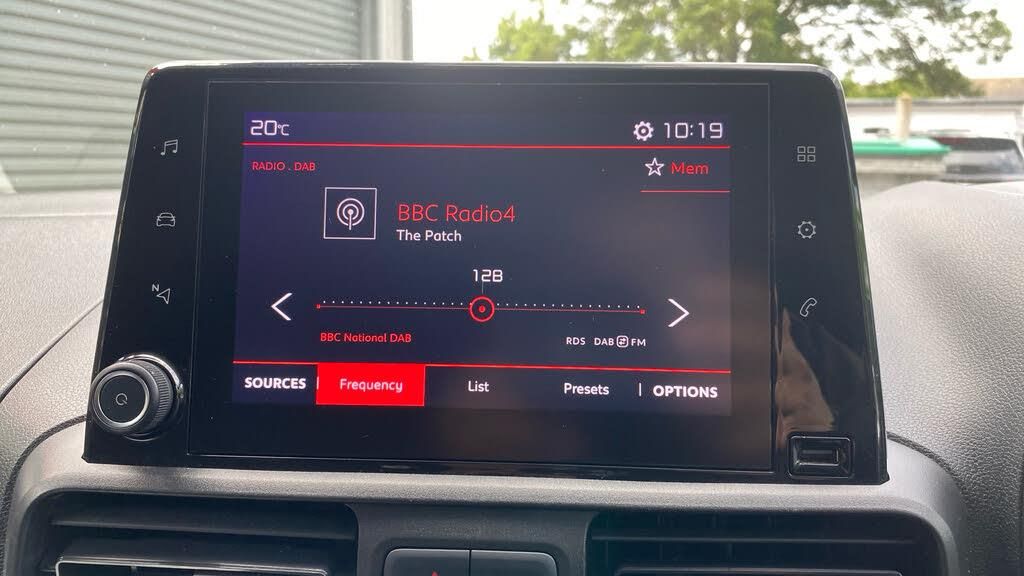 20°C
10:19
RADIO . DAB
Mem
BBC Radio4
The Patch
12B
BBC National DAB
RDS DAB FM
SOURCES Frequency List Presets OPTIONS
N